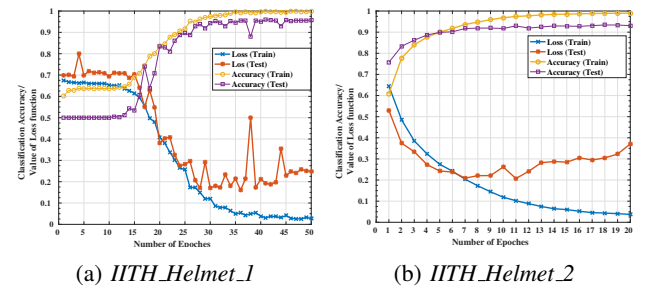 1
0.9
0.8
0.7
0.6
0.5
0.4
0.3
0.2
0.1
0
Classification Accuracy/
Value of Loss function
Loss (Train)
Los (Test)
Accuracy (Train)
Accuracy (Test)
0 5 10 15 20 25 30 35 40 45 50
Number of Enoches
(a) IITH_Helmet_1
1
0.9
0.8
0.7
0.6
0.5
0.4
0.3
0.2
0.1
0
Classification Accuracy/
Value of Loss function
Loss (Train)
Loss (Test)
Accuracy (Train)
Accuracy (Test)
0 1 2 3 4 5 6 7 8 9 10 11 12 13 14 15 16 17 18 19 20
Number of Epoches
(b) IITH_Helmet_2